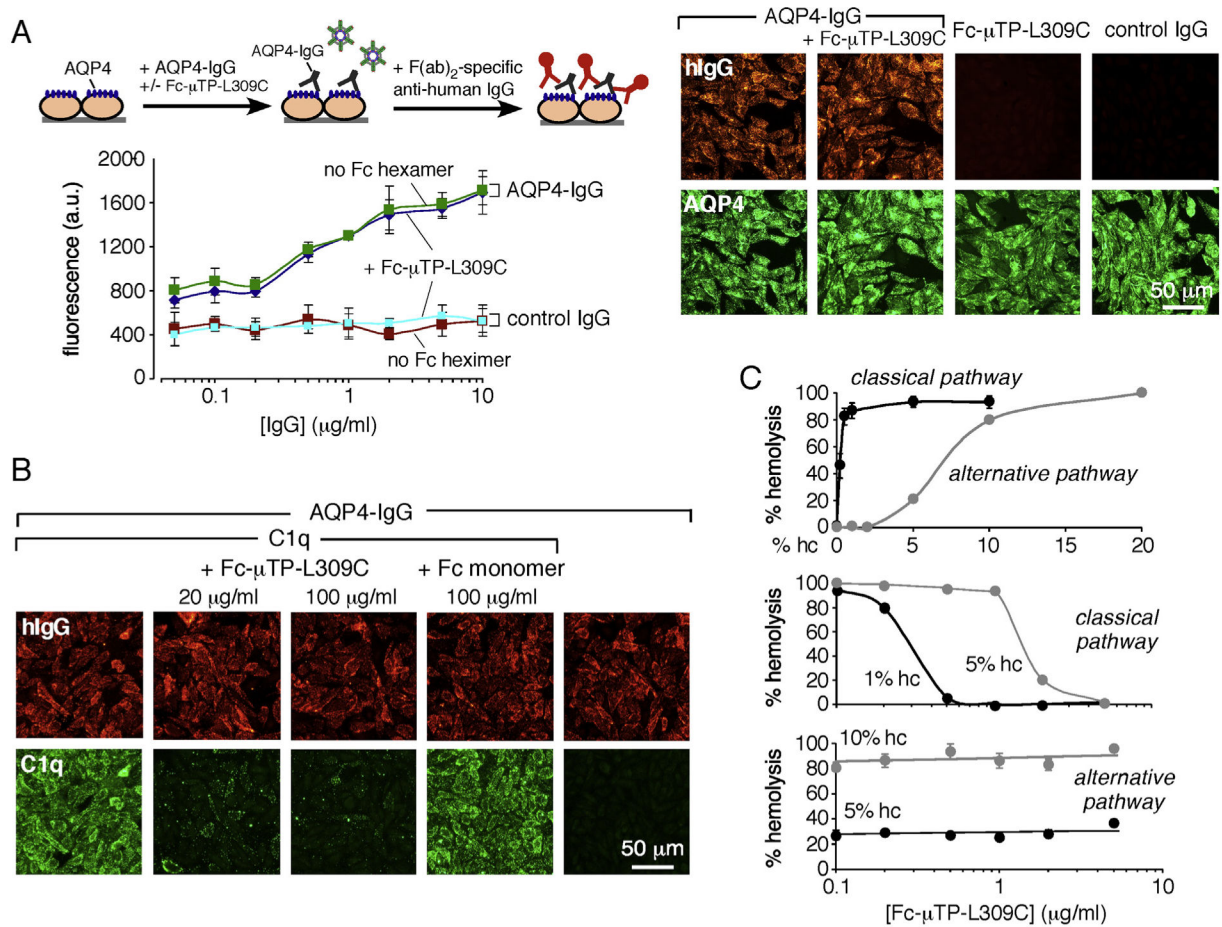 A
AQP4
+ AQP4-IgG
+/- Fc-μTP-L309C
AQP4-IgG
+ F(ab)2-specific
anti-human IgG
2000
1600
1200
800
400
0
fluorescence (a.u.)
no Fc hexamer
AQP4-IgG
+ Fc-μTP-L309C
control IgG
no Fc heximer
0.1
1
10
[IgG] (μg/ml)
AQP4-IgG
+ Fc-μTP-L309C
Fc-μTP-L309C
control IgG
hIgG
AQP4
50 μm
B
AQP4-IgG
C1q
+ Fc-μTP-L309C
+ Fc monomer
20 μg/ml
100 μg/ml
100 μg/ml
hIgG
C1q
50 μm
C
100
80
60
40
20
0
% hemolysis
classical pathway
alternative pathway
% hc
0
5
10
15
20
100
80
60
40
20
0
% hemolysis
classical
pathway
1% hc
5% hc
100
80
60
40
20
0
% hemolysis
10% hc
alternative
pathway
5% hc
0.1
1
10
[Fc-μTP-L309C] (μg/ml)